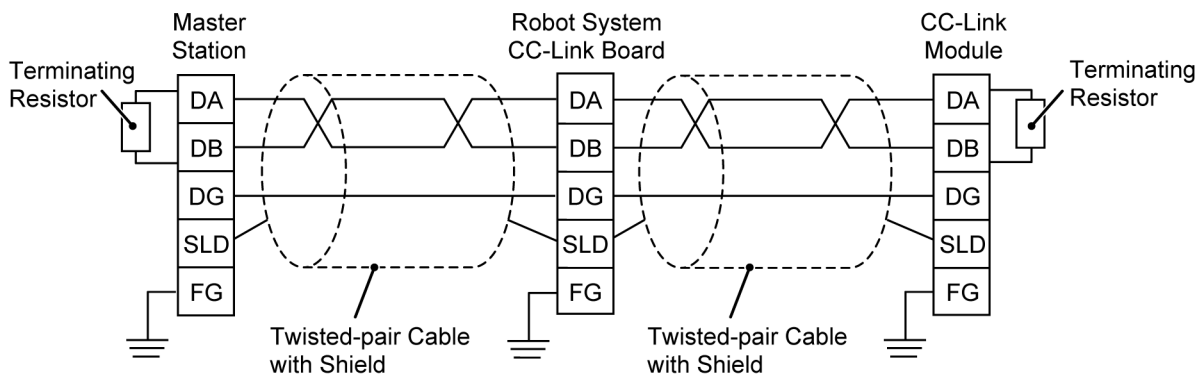 Master
Station
Robot System
CC-Link Board
CC-Link
Module
Terminating
Resistor
Terminating
Resistor
DA
DB
DG
SLD
FG
DA
DB
DG
SLD
FG
DA
DB
DG
SLD
FG
Twisted-pair Cable
with Shield
Twisted-pair Cable
with Shield